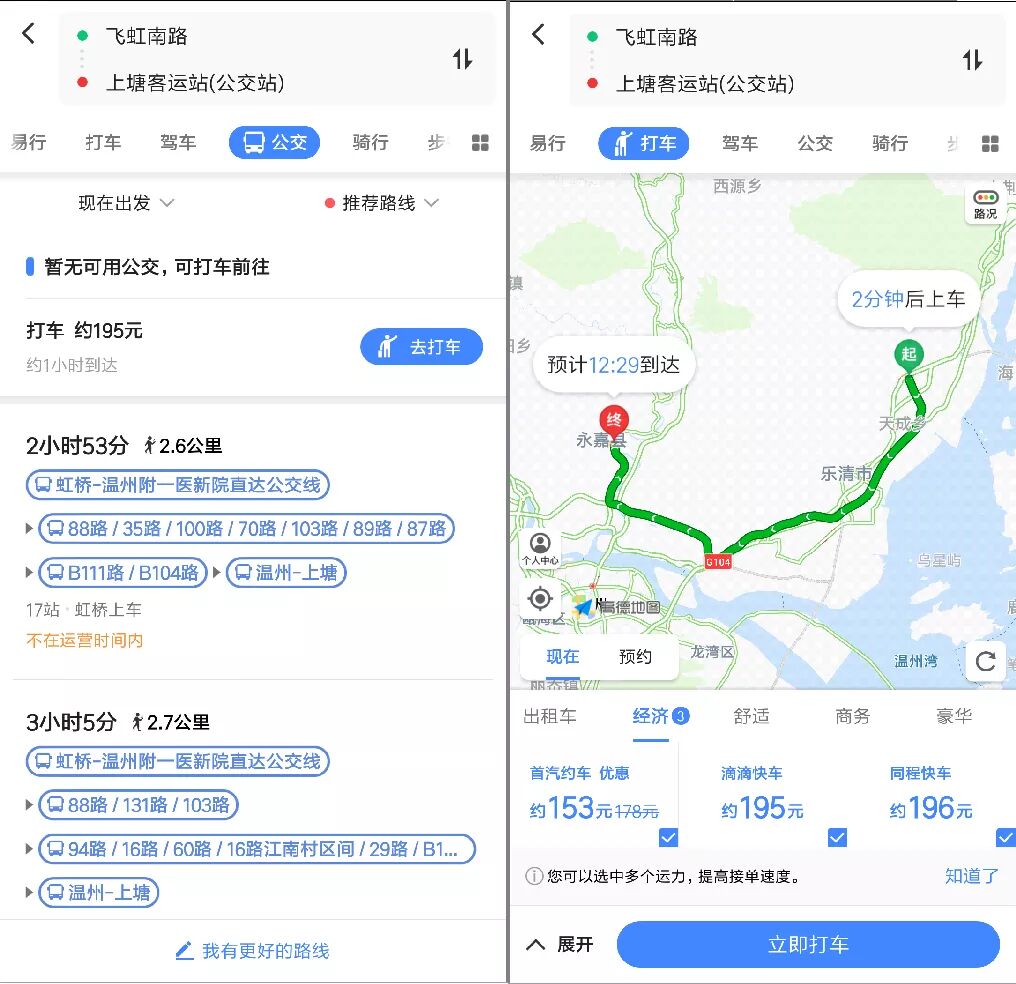 飞虹南路
上塘客运站(公交站)
易行
打车
驾车
公交
骑行
现在出发
推荐路线
暂无可用公交，可打车前往
打车 约195元
约1小时到达
去打车
2小时53分 2.6公里
虹桥-温州附一医新院直达公交线
88路 / 35路 / 100路 / 70路 / 103路 / 89路 / 87路
B111路 / B104路
温州-上塘
17站 · 虹桥上车
不在运营时间内
3小时5分 2.7公里
虹桥-温州附一医新院直达公交线
88路 / 131路 / 103路
94路 / 16路 / 60路 / 16路江南村区间 / 29路 / B1...
温州-上塘
我有更好的路线
飞虹南路
上塘客运站(公交站)
易行
打车
驾车
公交
骑行
西源乡
路况
镇
2分钟后上车
预计12:29到达
起
海
终
永嘉县
天成乡
乐清市
G104
个人中心
乌星屿
高德地图
现在
预约
龙湾区
温州湾
出租车
经济 3
舒适
商务
豪华
首汽约车 优惠
约153元 178元
滴滴快车
约195元
同程快车
约196元
您可以选中多个运力，提高接单速度。
知道了
展开
立即打车